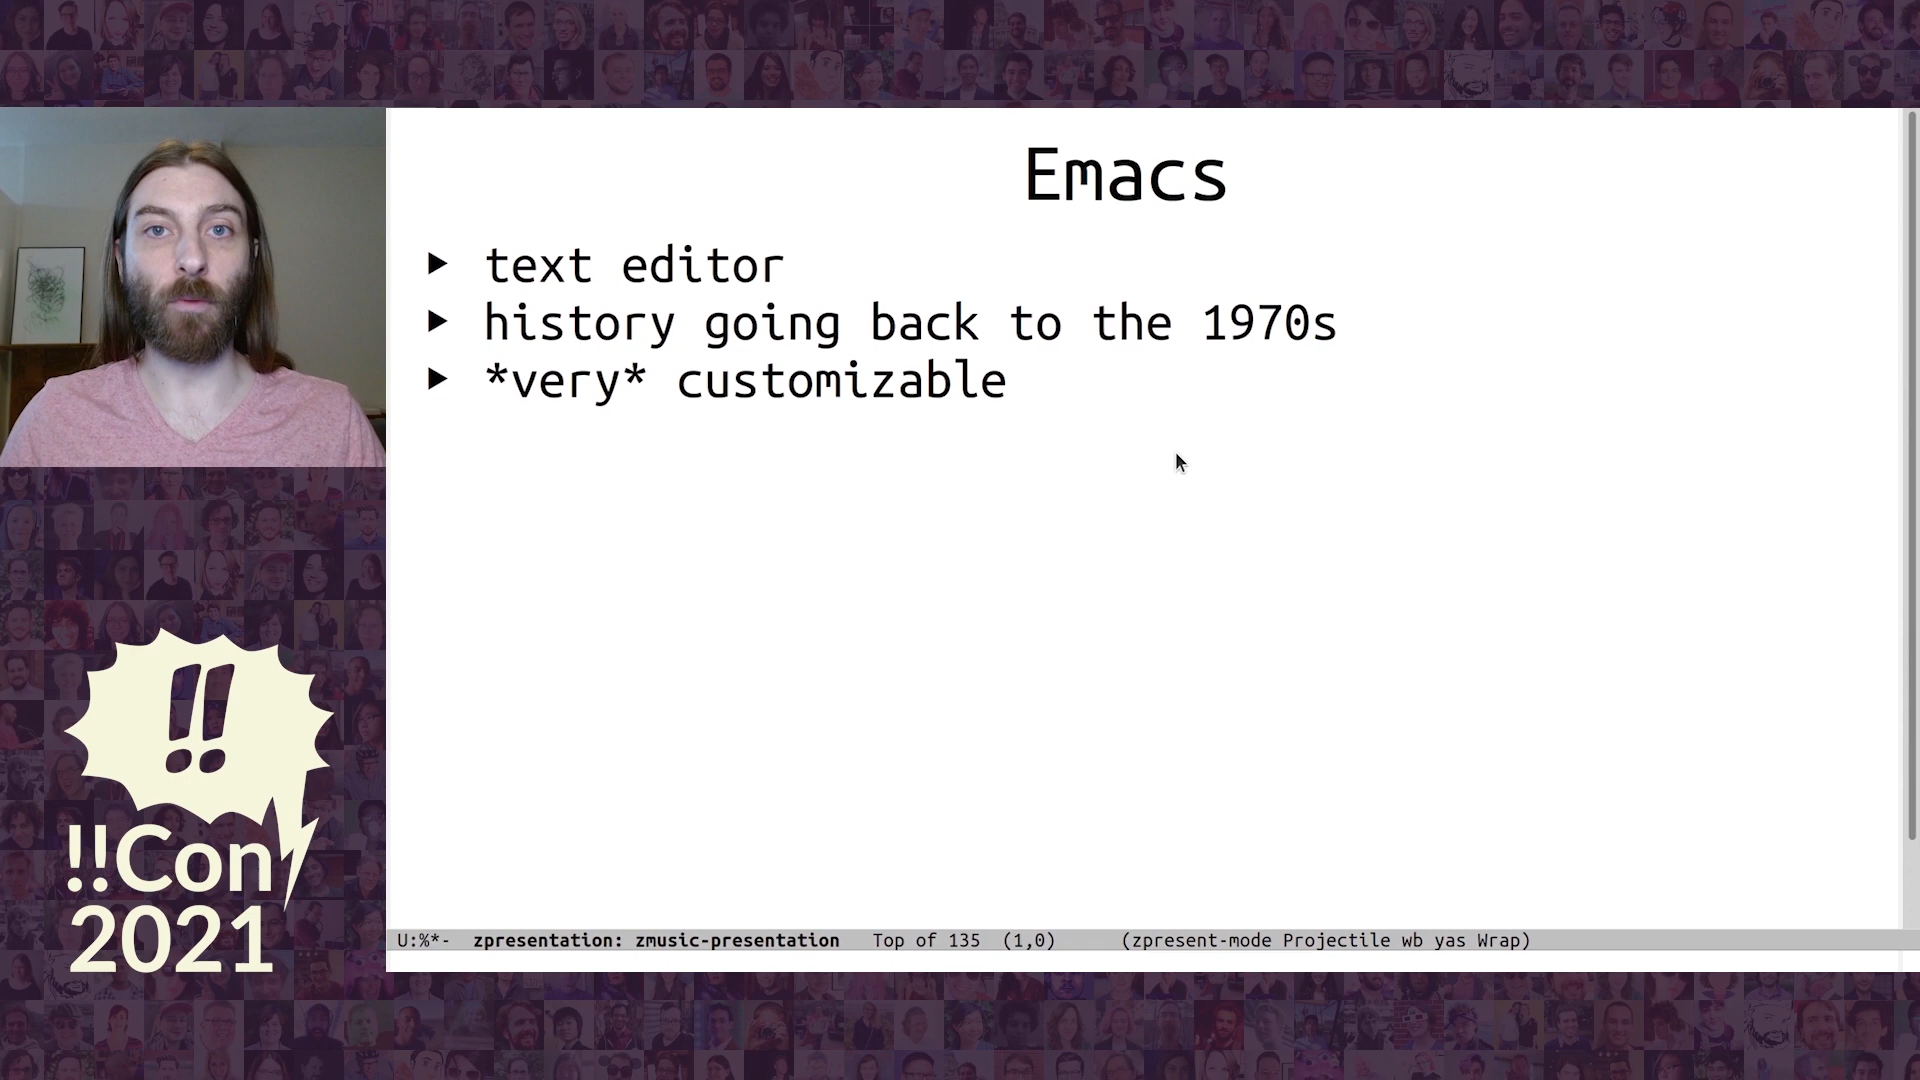 Emacs
▶ text editor
▶ history going back to the 1970s
▶ *very* customizable
!!
!!Con
2021
U:%*- zpresentation: zmusic-presentation Top of 135 (1,0) (zpresent-mode Projectile wb yas Wrap)